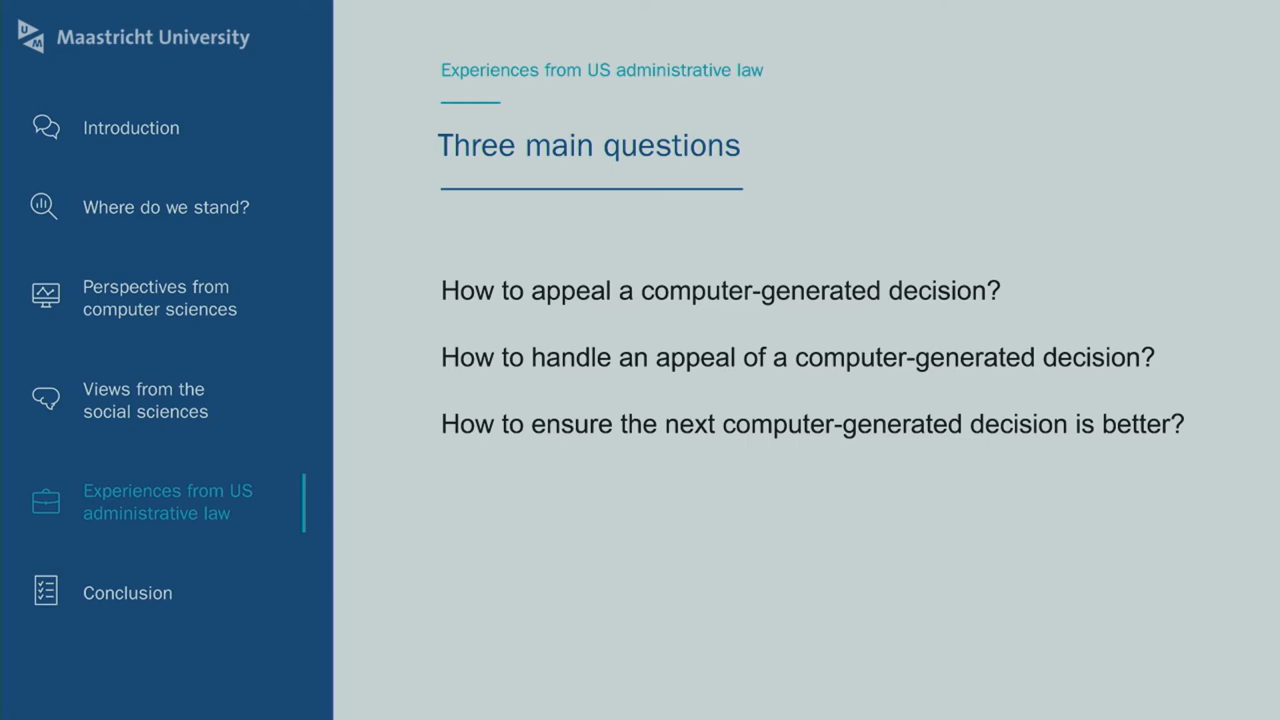 UM
Maastricht University
Introduction
Where do we stand?
Perspectives from
computer sciences
Views from the
social sciences
Experiences from US
administrative law
Conclusion
Experiences from US administrative law
Three main questions
How to appeal a computer-generated decision?
How to handle an appeal of a computer-generated decision?
How to ensure the next computer-generated decision is better?